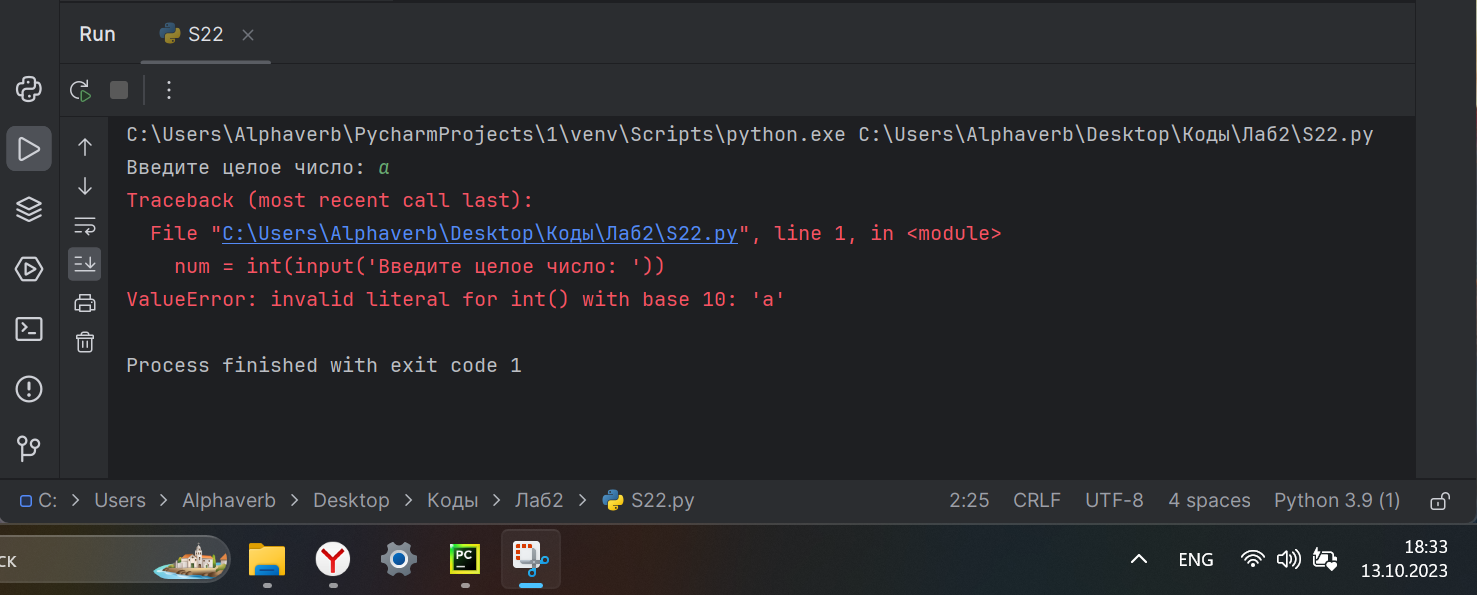 Run S22
C:\Users\Alphaverb\PycharmProjects\1\venv\Scripts\python.exe C:\Users\Alphaverb\Desktop\Коды\Лаб2\S22.py
Введите целое число: a
Traceback (most recent call last):
File "C:\Users\Alphaverb\Desktop\Коды\Лаб2\S22.py", line 1, in <module>
num = int(input('Введите целое число: '))
ValueError: invalid literal for int() with base 10: 'a'
Process finished with exit code 1
C: > Users > Alphaverb > Desktop > Коды > Лаб2 > S22.py 2:25 CRLF UTF-8 4 spaces Python 3.9 (1)
ск PC ENG 18:33
13.10.2023